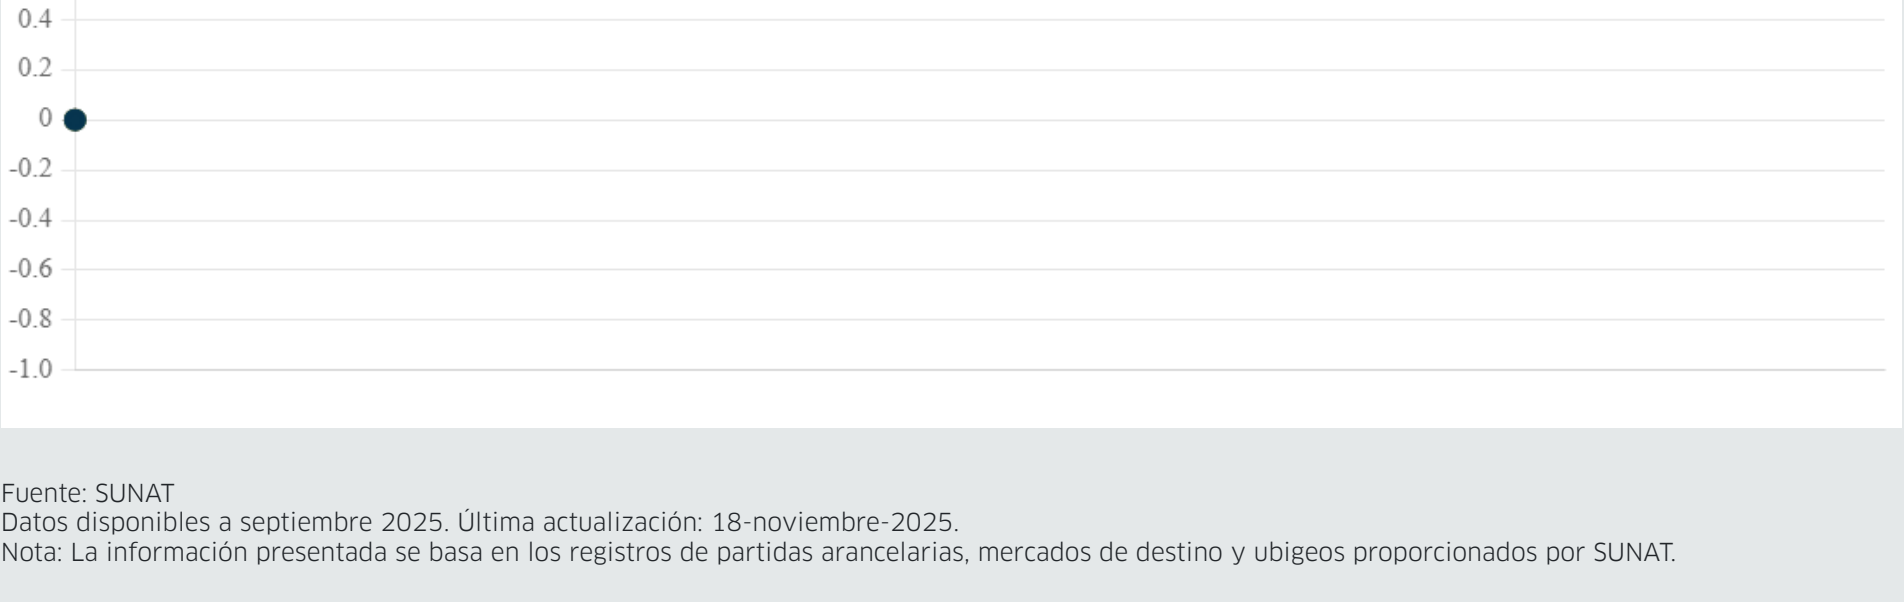 0.4
0.2
0
-0.2
-0.4
-0.6
-0.8
-1.0
Fuente: SUNAT
Datos disponibles a septiembre 2025. Última actualización: 18-noviembre-2025.
Nota: La información presentada se basa en los registros de partidas arancelarias, mercados de destino y ubigeos proporcionados por SUNAT.